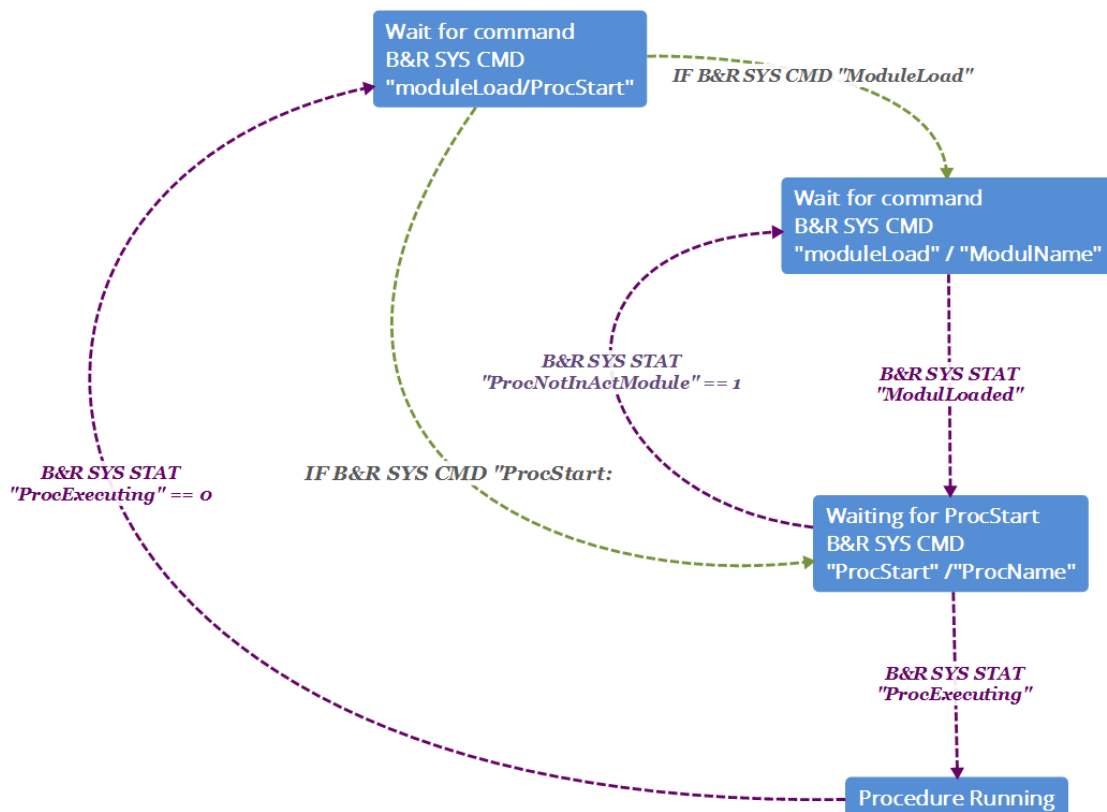 Wait for command
B&R SYS CMD
"moduleLoad/ProcStart"
IF B&R SYS CMD "ModuleLoad"
Wait for command
B&R SYS CMD
"moduleLoad" / "ModulName"
B&R SYS STAT
"ProcNotInActModule" == 1
B&R SYS STAT
"ModulLoaded"
B&R SYS STAT
"ProcExecuting" == 0
IF B&R SYS CMD "ProcStart:
Waiting for ProcStart
B&R SYS CMD
"ProcStart" /"ProcName"
B&R SYS STAT
"ProcExecuting"
Procedure Running